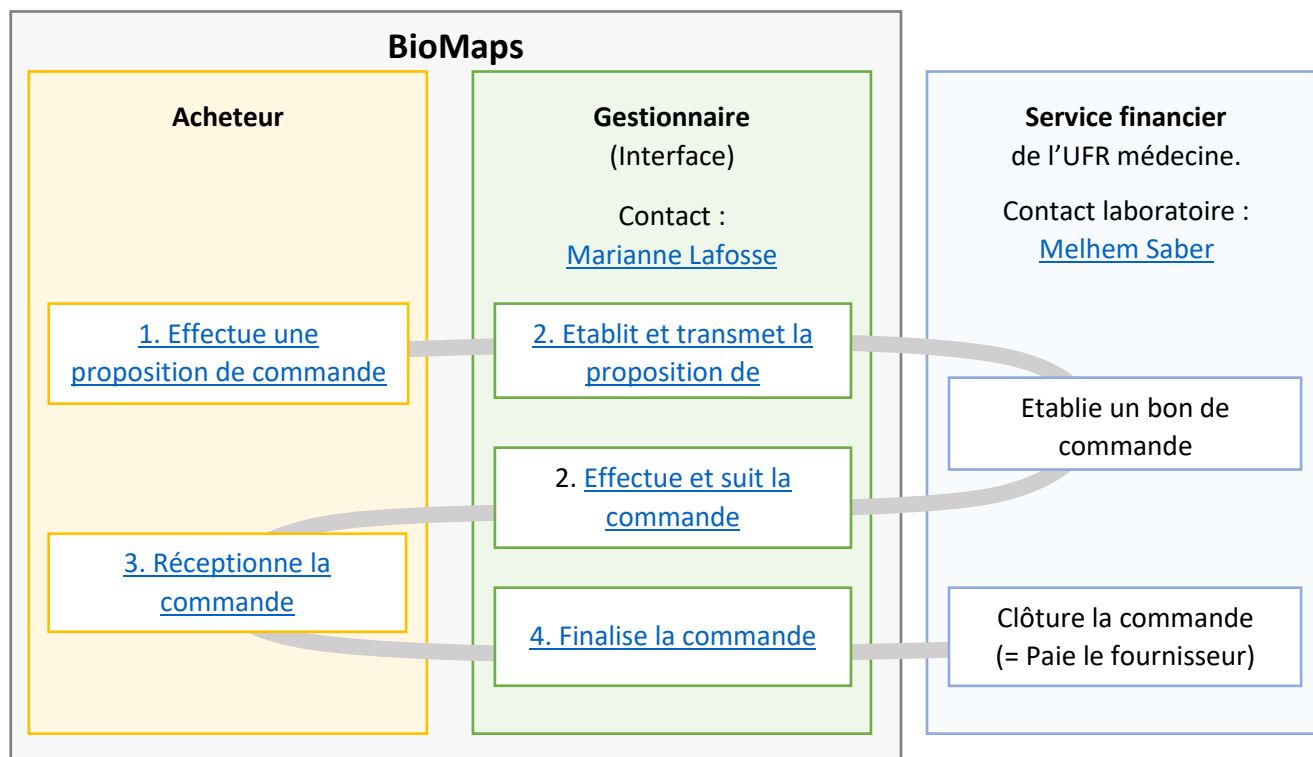 BioMaps
Acheteur
Gestionnaire
(Interface)
Contact :
Marianne Lafosse
Service financier
de l'UFR médecine.
Contact laboratoire :
Melhem Saber
1. Effectue une
proposition de commande
2. Etablit et transmet la
proposition de
Etablie un bon de
commande
2. Effectue et suit la
commande
3. Réceptionne la
commande
4. Finalise la commande
Clôture la commande
(= Paie le fournisseur)